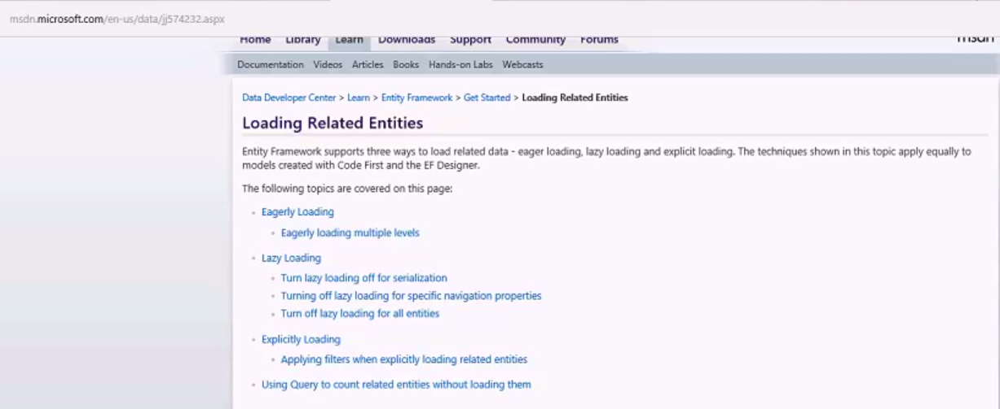 msdn.microsoft.com/en-us/data/jj574232.aspx
Home Library Learn Downloads Support Community Forums msdn
Documentation Videos Articles Books Hands-on Labs Webcasts
Data Developer Center > Learn > Entity Framework > Get Started > Loading Related Entities
Loading Related Entities
Entity Framework supports three ways to load related data - eager loading, lazy loading and explicit loading. The techniques shown in this topic apply equally to
models created with Code First and the EF Designer.
The following topics are covered on this page:
Eagerly Loading
Eagerly loading multiple levels
Lazy Loading
Turn lazy loading off for serialization
Turning off lazy loading for specific navigation properties
Turn off lazy loading for all entities
Explicitly Loading
Applying filters when explicitly loading related entities
Using Query to count related entities without loading them